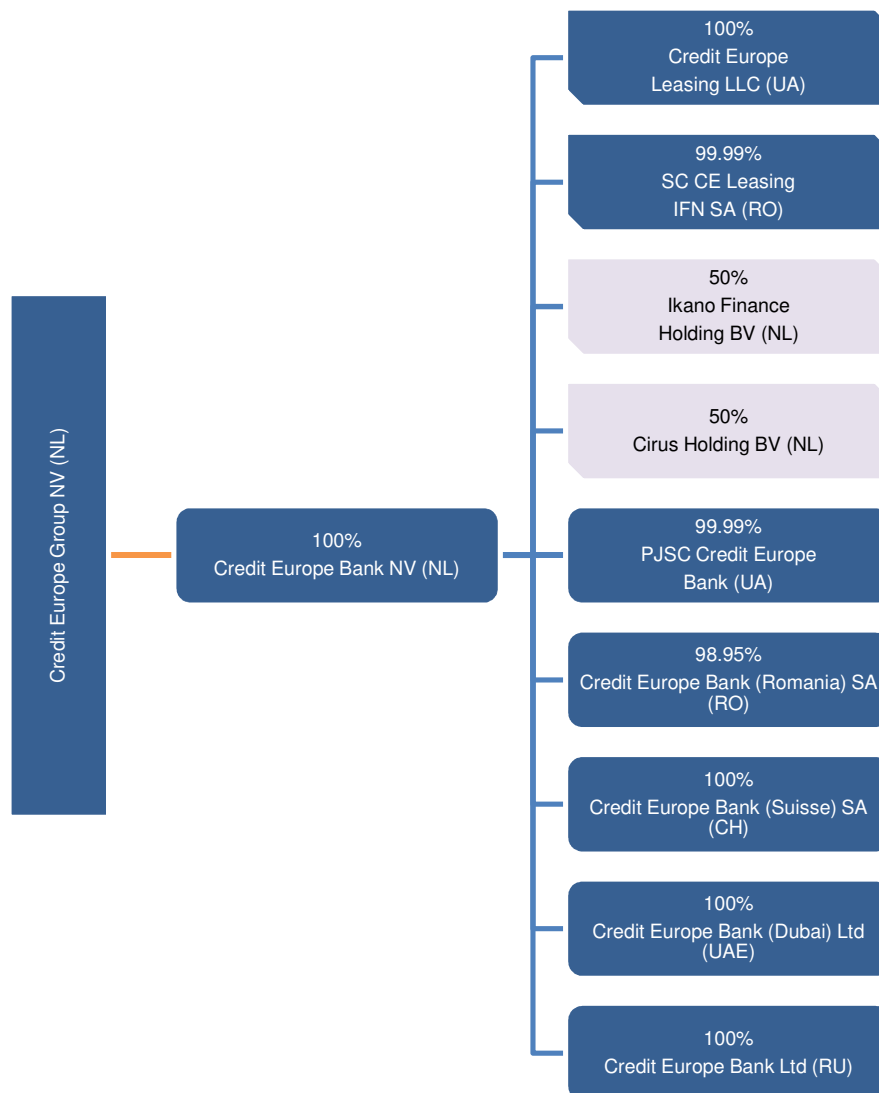 Credit Europe Group NV (NL)
100%
Credit Europe Bank NV (NL)
100%
Credit Europe
Leasing LLC (UA)
99.99%
SC CE Leasing
IFN SA (RO)
50%
Ikano Finance
Holding BV (NL)
50%
Cirus Holding BV (NL)
99.99%
PJSC Credit Europe
Bank (UA)
98.95%
Credit Europe Bank (Romania) SA
(RO)
100%
Credit Europe Bank (Suisse) SA
(CH)
100%
Credit Europe Bank (Dubai) Ltd
(UAE)
100%
Credit Europe Bank Ltd (RU)